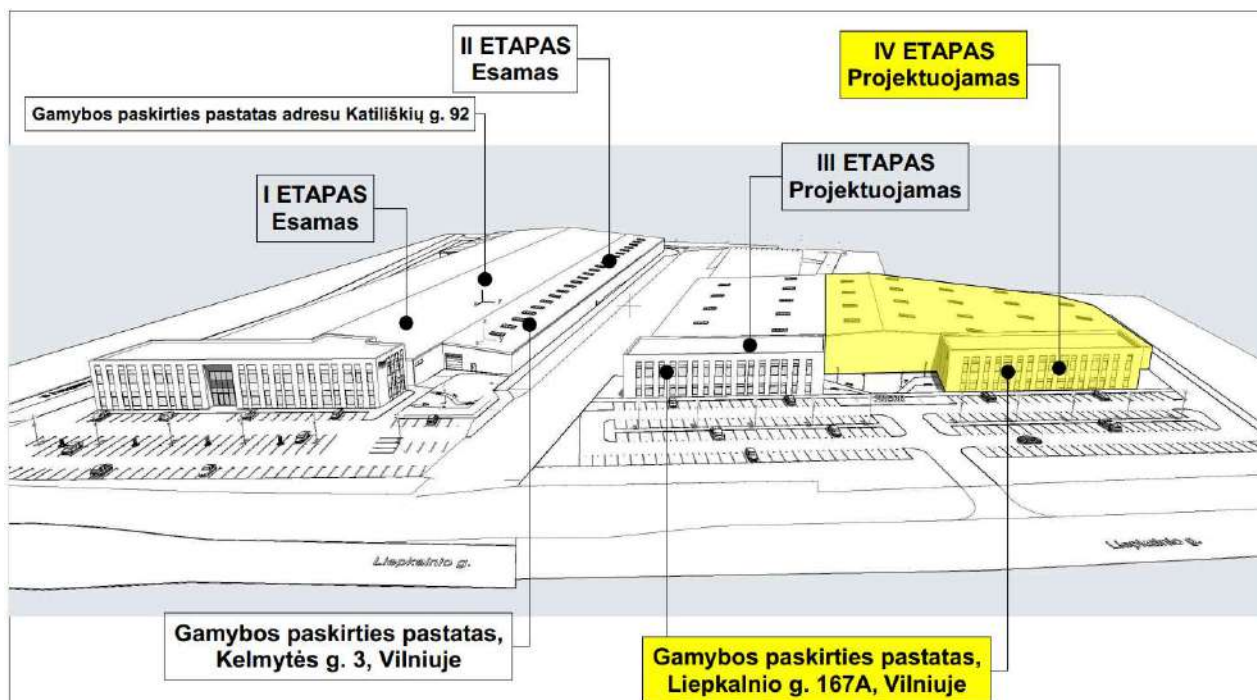 II ETAPAS
Esamas
IV ETAPAS
Projektuojamas
Gamybos paskirties pastatas adresu Katiliškių g. 92
III ETAPAS
Projektuojamas
I ETAPAS
Esamas
Liepkalnio g.
Liepkalnio g.
Gamybos paskirties pastatas,
Kelmytės g. 3, Vilniuje
Gamybos paskirties pastatas,
Liepkalnio g. 167A, Vilniuje